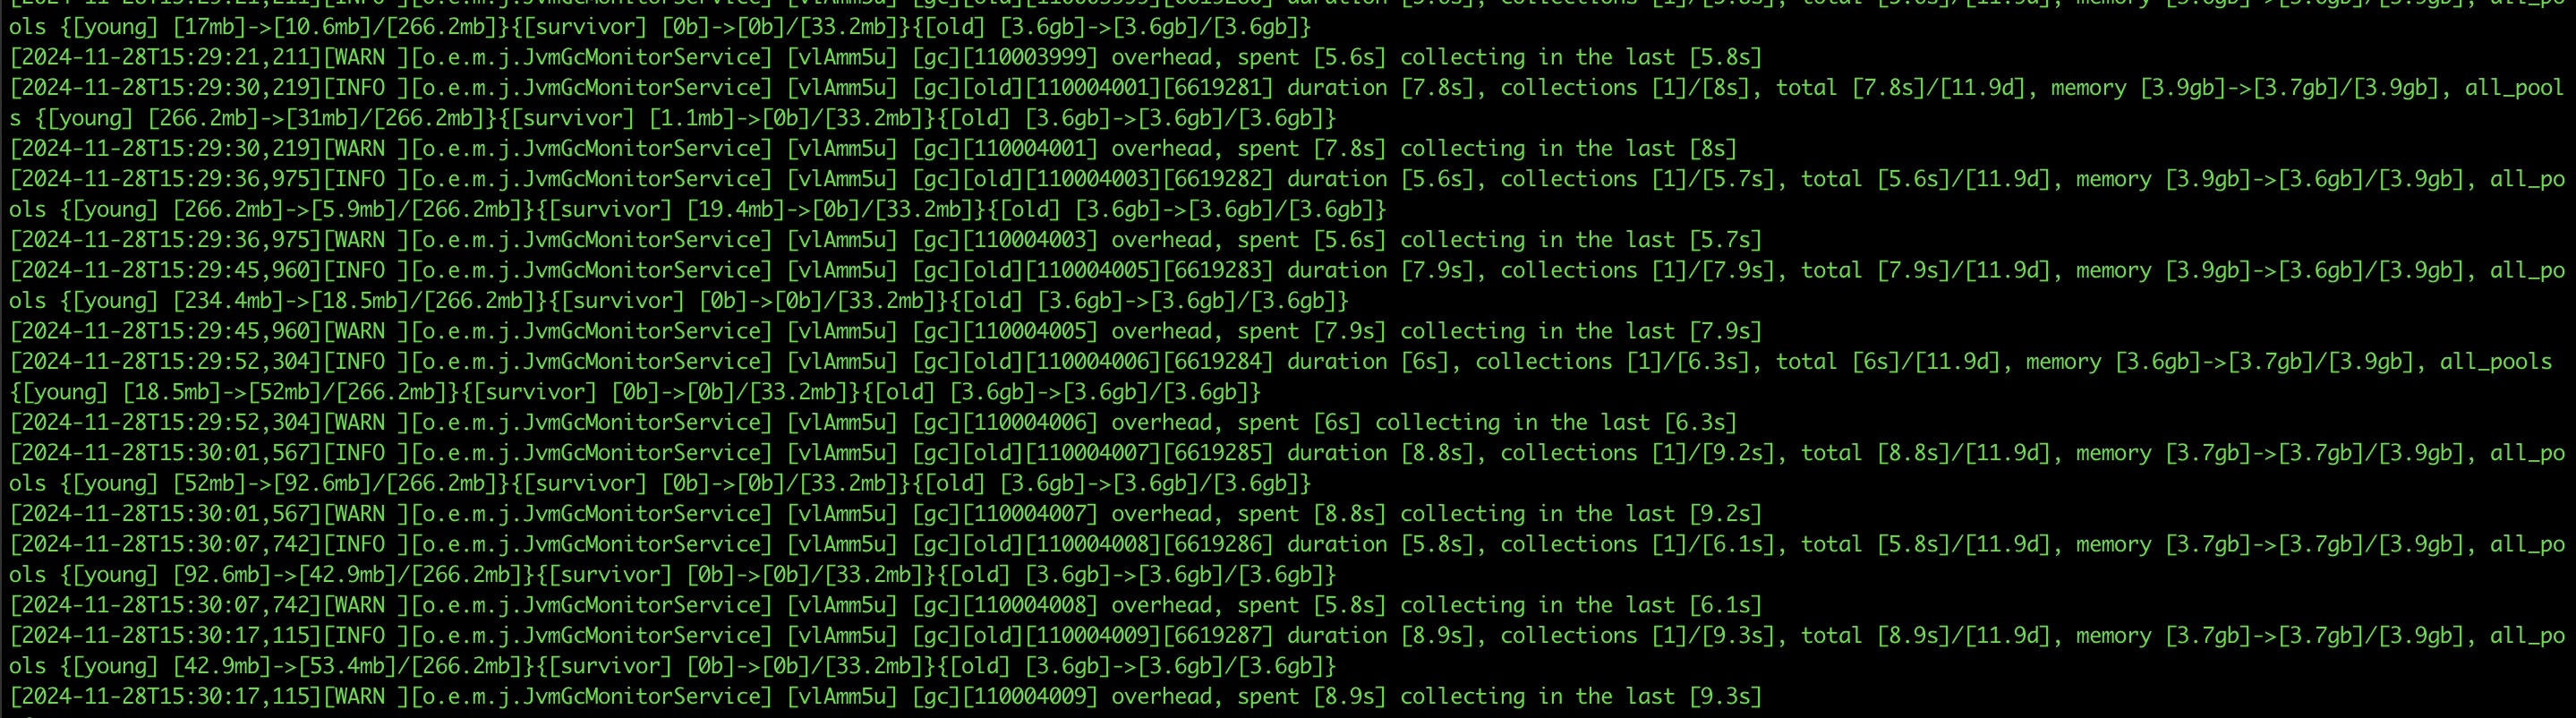 ols {[young] [17mb]->[10.6mb]/[266.2mb]}{[survivor] [0b]->[0b]/[33.2mb]}{[old] [3.6gb]->[3.6gb]/[3.6gb]}
[2024-11-28T15:29:21,211][WARN ][o.e.m.j.JvmGcMonitorService] [vlAmm5u] [gc][110003999] overhead, spent [5.6s] collecting in the last [5.8s]
[2024-11-28T15:29:30,219][INFO ][o.e.m.j.JvmGcMonitorService] [vlAmm5u] [gc][old][110004001][6619281] duration [7.8s], collections [1]/[8s], total [7.8s]/[11.9d], memory [3.9gb]->[3.7gb]/[3.9gb], all_pool
s {[young] [266.2mb]->[31mb]/[266.2mb]}{[survivor] [1.1mb]->[0b]/[33.2mb]}{[old] [3.6gb]->[3.6gb]/[3.6gb]}
[2024-11-28T15:29:30,219][WARN ][o.e.m.j.JvmGcMonitorService] [vlAmm5u] [gc][110004001] overhead, spent [7.8s] collecting in the last [8s]
[2024-11-28T15:29:36,975][INFO ][o.e.m.j.JvmGcMonitorService] [vlAmm5u] [gc][old][110004003][6619282] duration [5.6s], collections [1]/[5.7s], total [5.6s]/[11.9d], memory [3.9gb]->[3.6gb]/[3.9gb], all_po
ols {[young] [266.2mb]->[5.9mb]/[266.2mb]}{[survivor] [19.4mb]->[0b]/[33.2mb]}{[old] [3.6gb]->[3.6gb]/[3.6gb]}
[2024-11-28T15:29:36,975][WARN ][o.e.m.j.JvmGcMonitorService] [vlAmm5u] [gc][110004003] overhead, spent [5.6s] collecting in the last [5.7s]
[2024-11-28T15:29:45,960][INFO ][o.e.m.j.JvmGcMonitorService] [vlAmm5u] [gc][old][110004005][6619283] duration [7.9s], collections [1]/[7.9s], total [7.9s]/[11.9d], memory [3.9gb]->[3.6gb]/[3.9gb], all_po
ols {[young] [234.4mb]->[18.5mb]/[266.2mb]}{[survivor] [0b]->[0b]/[33.2mb]}{[old] [3.6gb]->[3.6gb]/[3.6gb]}
[2024-11-28T15:29:45,960][WARN ][o.e.m.j.JvmGcMonitorService] [vlAmm5u] [gc][110004005] overhead, spent [7.9s] collecting in the last [7.9s]
[2024-11-28T15:29:52,304][INFO ][o.e.m.j.JvmGcMonitorService] [vlAmm5u] [gc][old][110004006][6619284] duration [6s], collections [1]/[6.3s], total [6s]/[11.9d], memory [3.6gb]->[3.7gb]/[3.9gb], all_pools
{[young] [18.5mb]->[52mb]/[266.2mb]}{[survivor] [0b]->[0b]/[33.2mb]}{[old] [3.6gb]->[3.6gb]/[3.6gb]}
[2024-11-28T15:29:52,304][WARN ][o.e.m.j.JvmGcMonitorService] [vlAmm5u] [gc][110004006] overhead, spent [6s] collecting in the last [6.3s]
[2024-11-28T15:30:01,567][INFO ][o.e.m.j.JvmGcMonitorService] [vlAmm5u] [gc][old][110004007][6619285] duration [8.8s], collections [1]/[9.2s], total [8.8s]/[11.9d], memory [3.7gb]->[3.7gb]/[3.9gb], all_po
ols {[young] [52mb]->[92.6mb]/[266.2mb]}{[survivor] [0b]->[0b]/[33.2mb]}{[old] [3.6gb]->[3.6gb]/[3.6gb]}
[2024-11-28T15:30:01,567][WARN ][o.e.m.j.JvmGcMonitorService] [vlAmm5u] [gc][110004007] overhead, spent [8.8s] collecting in the last [9.2s]
[2024-11-28T15:30:07,742][INFO ][o.e.m.j.JvmGcMonitorService] [vlAmm5u] [gc][old][110004008][6619286] duration [5.8s], collections [1]/[6.1s], total [5.8s]/[11.9d], memory [3.7gb]->[3.7gb]/[3.9gb], all_po
ols {[young] [92.6mb]->[42.9mb]/[266.2mb]}{[survivor] [0b]->[0b]/[33.2mb]}{[old] [3.6gb]->[3.6gb]/[3.6gb]}
[2024-11-28T15:30:07,742][WARN ][o.e.m.j.JvmGcMonitorService] [vlAmm5u] [gc][110004008] overhead, spent [5.8s] collecting in the last [6.1s]
[2024-11-28T15:30:17,115][INFO ][o.e.m.j.JvmGcMonitorService] [vlAmm5u] [gc][old][110004009][6619287] duration [8.9s], collections [1]/[9.3s], total [8.9s]/[11.9d], memory [3.7gb]->[3.7gb]/[3.9gb], all_po
ols {[young] [42.9mb]->[53.4mb]/[266.2mb]}{[survivor] [0b]->[0b]/[33.2mb]}{[old] [3.6gb]->[3.6gb]/[3.6gb]}
[2024-11-28T15:30:17,115][WARN ][o.e.m.j.JvmGcMonitorService] [vlAmm5u] [gc][110004009] overhead, spent [8.9s] collecting in the last [9.3s]